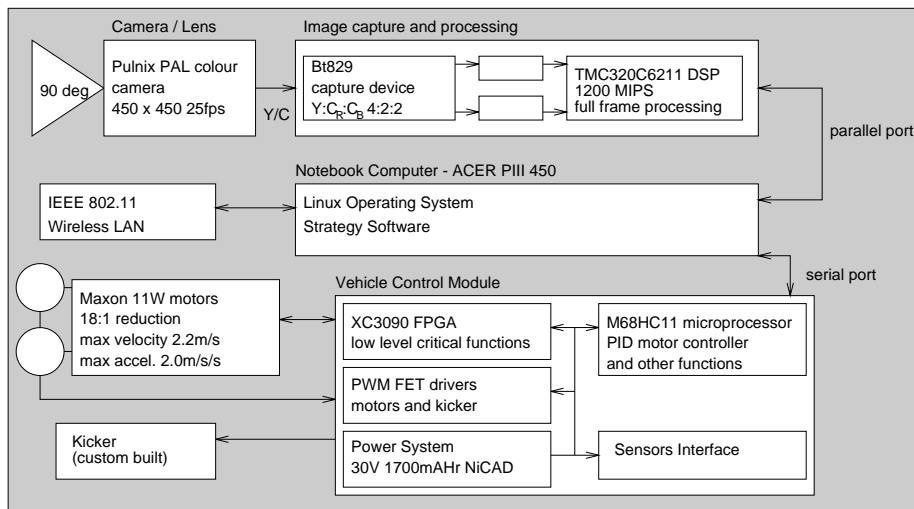 Camera / Lens
Image capture and processing
90 deg
Pulnix PAL colour
camera
450 x 450 25fps
Y/C
Bt829
capture device
Y:CR:CB 4:2:2
TMC320C6211 DSP
1200 MIPS
full frame processing
parallel port
Notebook Computer - ACER PIII 450
IEEE 802.11
Wireless LAN
Linux Operating System
Strategy Software
serial port
Vehicle Control Module
Maxon 11W motors
18:1 reduction
max velocity 2.2m/s
max accel. 2.0m/s/s
XC3090 FPGA
low level critical functions
M68HC11 microprocessor
PID motor controller
and other functions
PWM FET drivers
motors and kicker
Kicker
(custom built)
Power System
30V 1700mAHr NiCAD
Sensors Interface